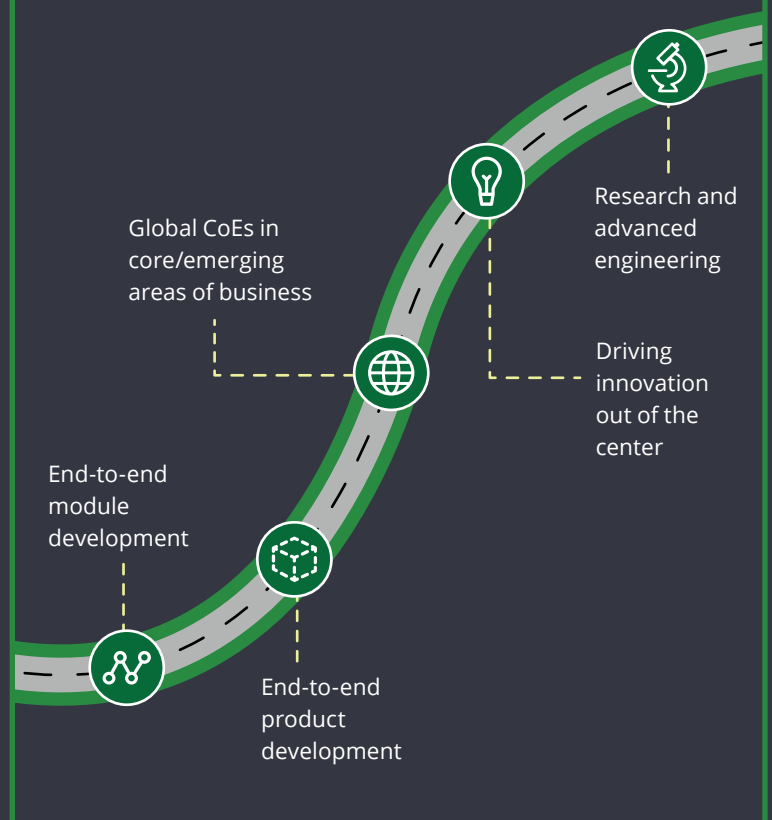 Research and
advanced
engineering
Global CoEs in
core/emerging
areas of business
Driving
innovation
out of the
center
End-to-end
module
development
End-to-end
product
development